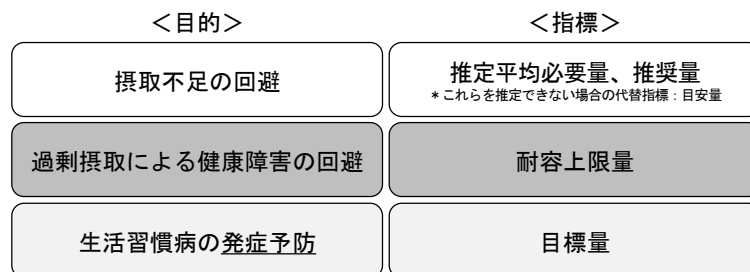 ＜目的＞
＜指標＞
摂取不足の回避
推定平均必要量、推奨量
＊これらを推定できない場合の代替指標：目安量
過剰摂取による健康障害の回避
耐容上限量
生活習慣病の発症予防
目標量